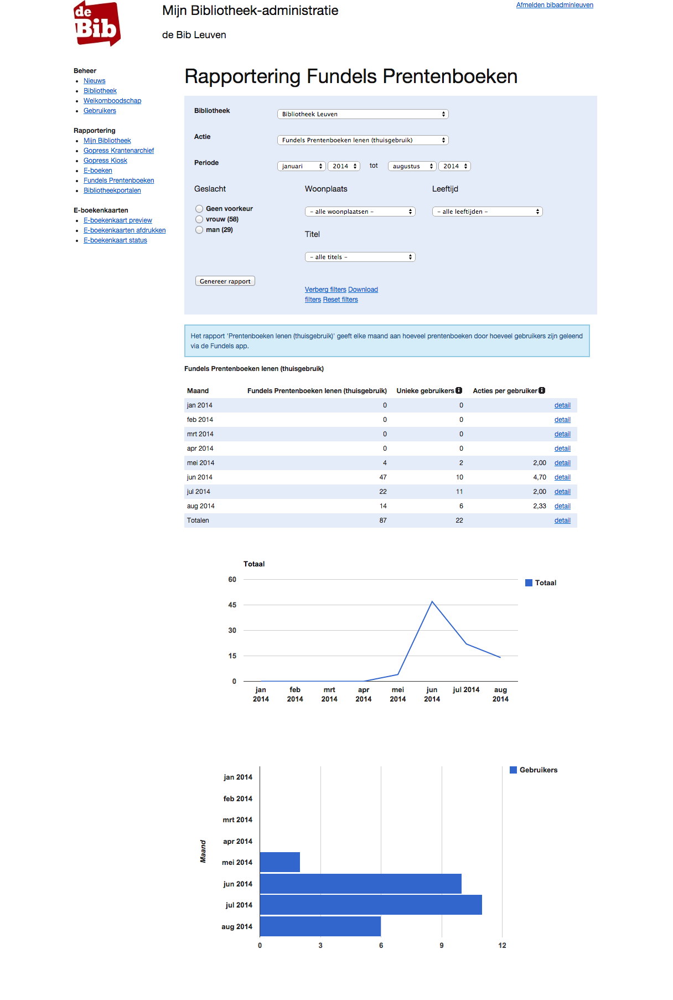 de
Bib
Mijn Bibliotheek-administratie
de Bib Leuven
Afmelden bibadminleuven
Beheer
Nieuws
Bibliotheek
Welkomboodschap
Gebruikers
Rapportering
Mijn Bibliotheek
Gopress Krantenarchief
Gopress Kiosk
E-boeken
Fundels Prentenboeken
Bibliotheekportalen
E-boekenkaarten
E-boekenkaart preview
E-boekenkaarten afdrukken
E-boekenkaart status
Rapportering Fundels Prentenboeken
Bibliotheek Bibliotheek Leuven
Actie Fundels Prentenboeken lenen (thuisgebruik)
Periode januari 2014 tot augustus 2014
Geslacht Woonplaats Leeftijd
Geen voorkeur - alle woonplaatsen - - alle leeftijden -
vrouw (58)
man (29)
Titel
- alle titels -
Genereer rapport
Verberg filters Download
filters Reset filters
Het rapport 'Prentenboeken lenen (thuisgebruik)' geeft elke maand aan hoeveel prentenboeken door hoeveel gebruikers zijn geleend
via de Fundels app.
Fundels Prentenboeken lenen (thuisgebruik)
Maand Fundels Prentenboeken lenen (thuisgebruik) Unieke gebruikers i Acties per gebruiker i
jan 2014 0 0 detail
feb 2014 0 0 detail
mrt 2014 0 0 detail
apr 2014 0 0 detail
mei 2014 4 2 2,00 detail
jun 2014 47 10 4,70 detail
jul 2014 22 11 2,00 detail
aug 2014 14 6 2,33 detail
Totalen 87 22 detail
Totaal
60
45
30
15
0
Totaal
jan feb mrt apr mei jun jul 2014 aug
2014 2014 2014 2014 2014 2014 2014
Gebruikers
Maand
jan 2014
feb 2014
mrt 2014
apr 2014
mei 2014
jun 2014
jul 2014
aug 2014
0 3 6 9 12